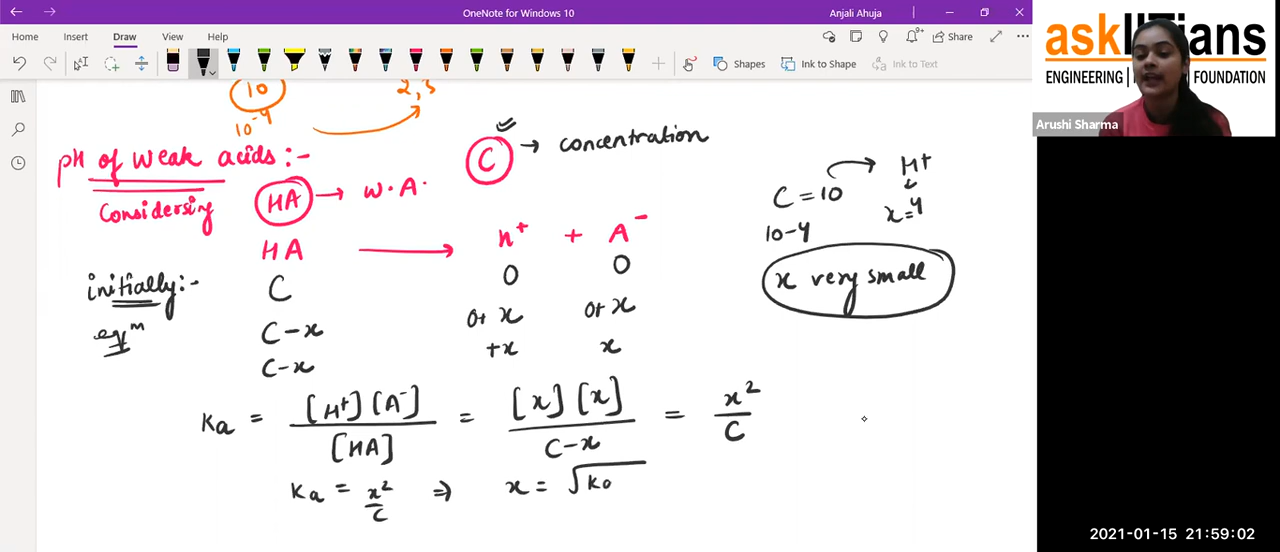 OneNote for Windows 10
Anjali Ahuja
Home Insert Draw View Help
Share
Shapes Ink to Shape Ink to Text
askIITians
ENGINEERING | FOUNDATION
Arushi Sharma
10 2,3
10-4
pH of weak acids :-
C → concentration
Considering HA → W.A.
C = 10 H+
10-4 x=4
HA → H+ + A-
x very small
initially:- C 0 0
eqm C-x 0+x 0+x
C-x +x x
Ka = [H+][A-] / [HA] = [x][x] / C-x = x² / C
Ka = x²/C ⇒ x = √Ka
2021-01-15 21:59:02